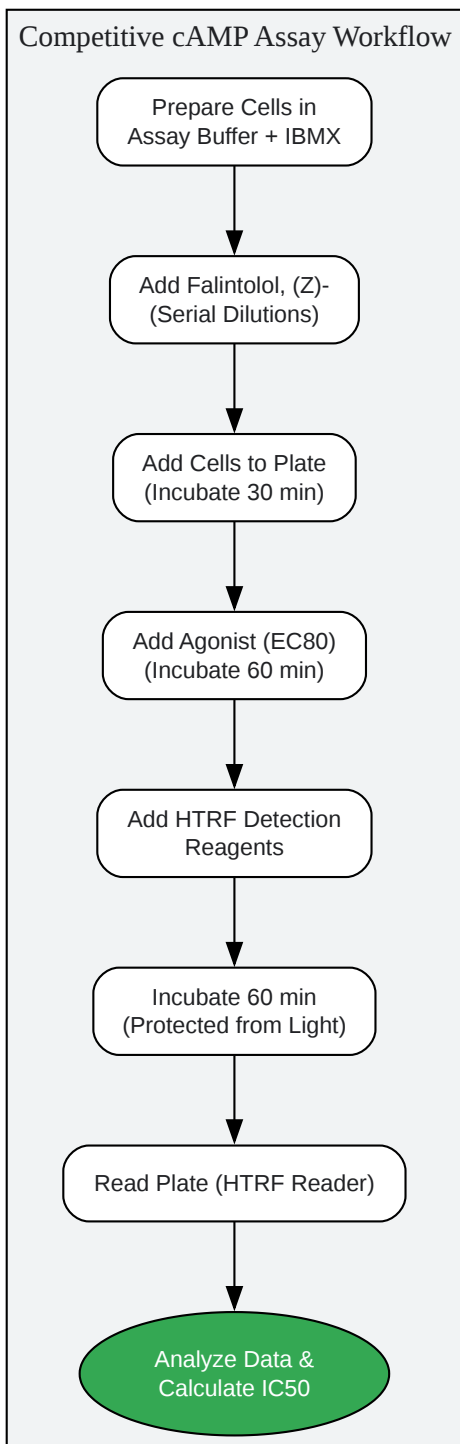 Competitive cAMP Assay Workflow
Prepare Cells in
Assay Buffer + IBMX
Add Falintolol, (Z)-
(Serial Dilutions)
Add Cells to Plate
(Incubate 30 min)
Add Agonist (EC80)
(Incubate 60 min)
Add HTRF Detection
Reagents
Incubate 60 min
(Protected from Light)
Read Plate (HTRF Reader)
Analyze Data &
Calculate IC50